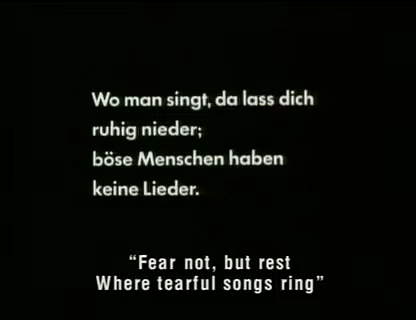 Wo man singt, da lass dich
ruhig nieder;
böse Menschen haben
keine Lieder.
“Fear not, but rest
Where tearful songs ring”